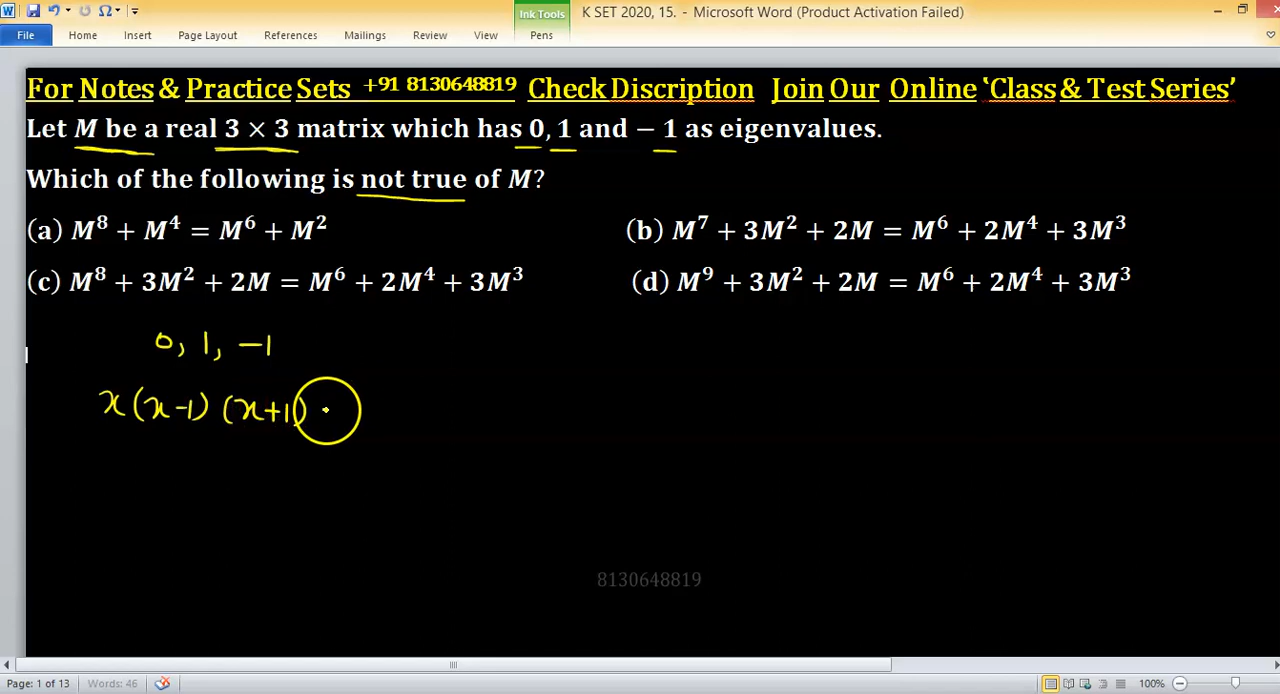 K SET 2020, 15. - Microsoft Word (Product Activation Failed)
Ink Tools
File Home Insert Page Layout References Mailings Review View Pens
For Notes & Practice Sets +91 8130648819 Check Discription Join Our Online ‘Class & Test Series’
Let M be a real 3 × 3 matrix which has 0, 1 and − 1 as eigenvalues.
Which of the following is not true of M?
(a) M⁸ + M⁴ = M⁶ + M² (b) M⁷ + 3M² + 2M = M⁶ + 2M⁴ + 3M³
(c) M⁸ + 3M² + 2M = M⁶ + 2M⁴ + 3M³ (d) M⁹ + 3M² + 2M = M⁶ + 2M⁴ + 3M³
0, 1, −1
x(x-1) (x+1)
8130648819
Page: 1 of 13 Words: 46 100%